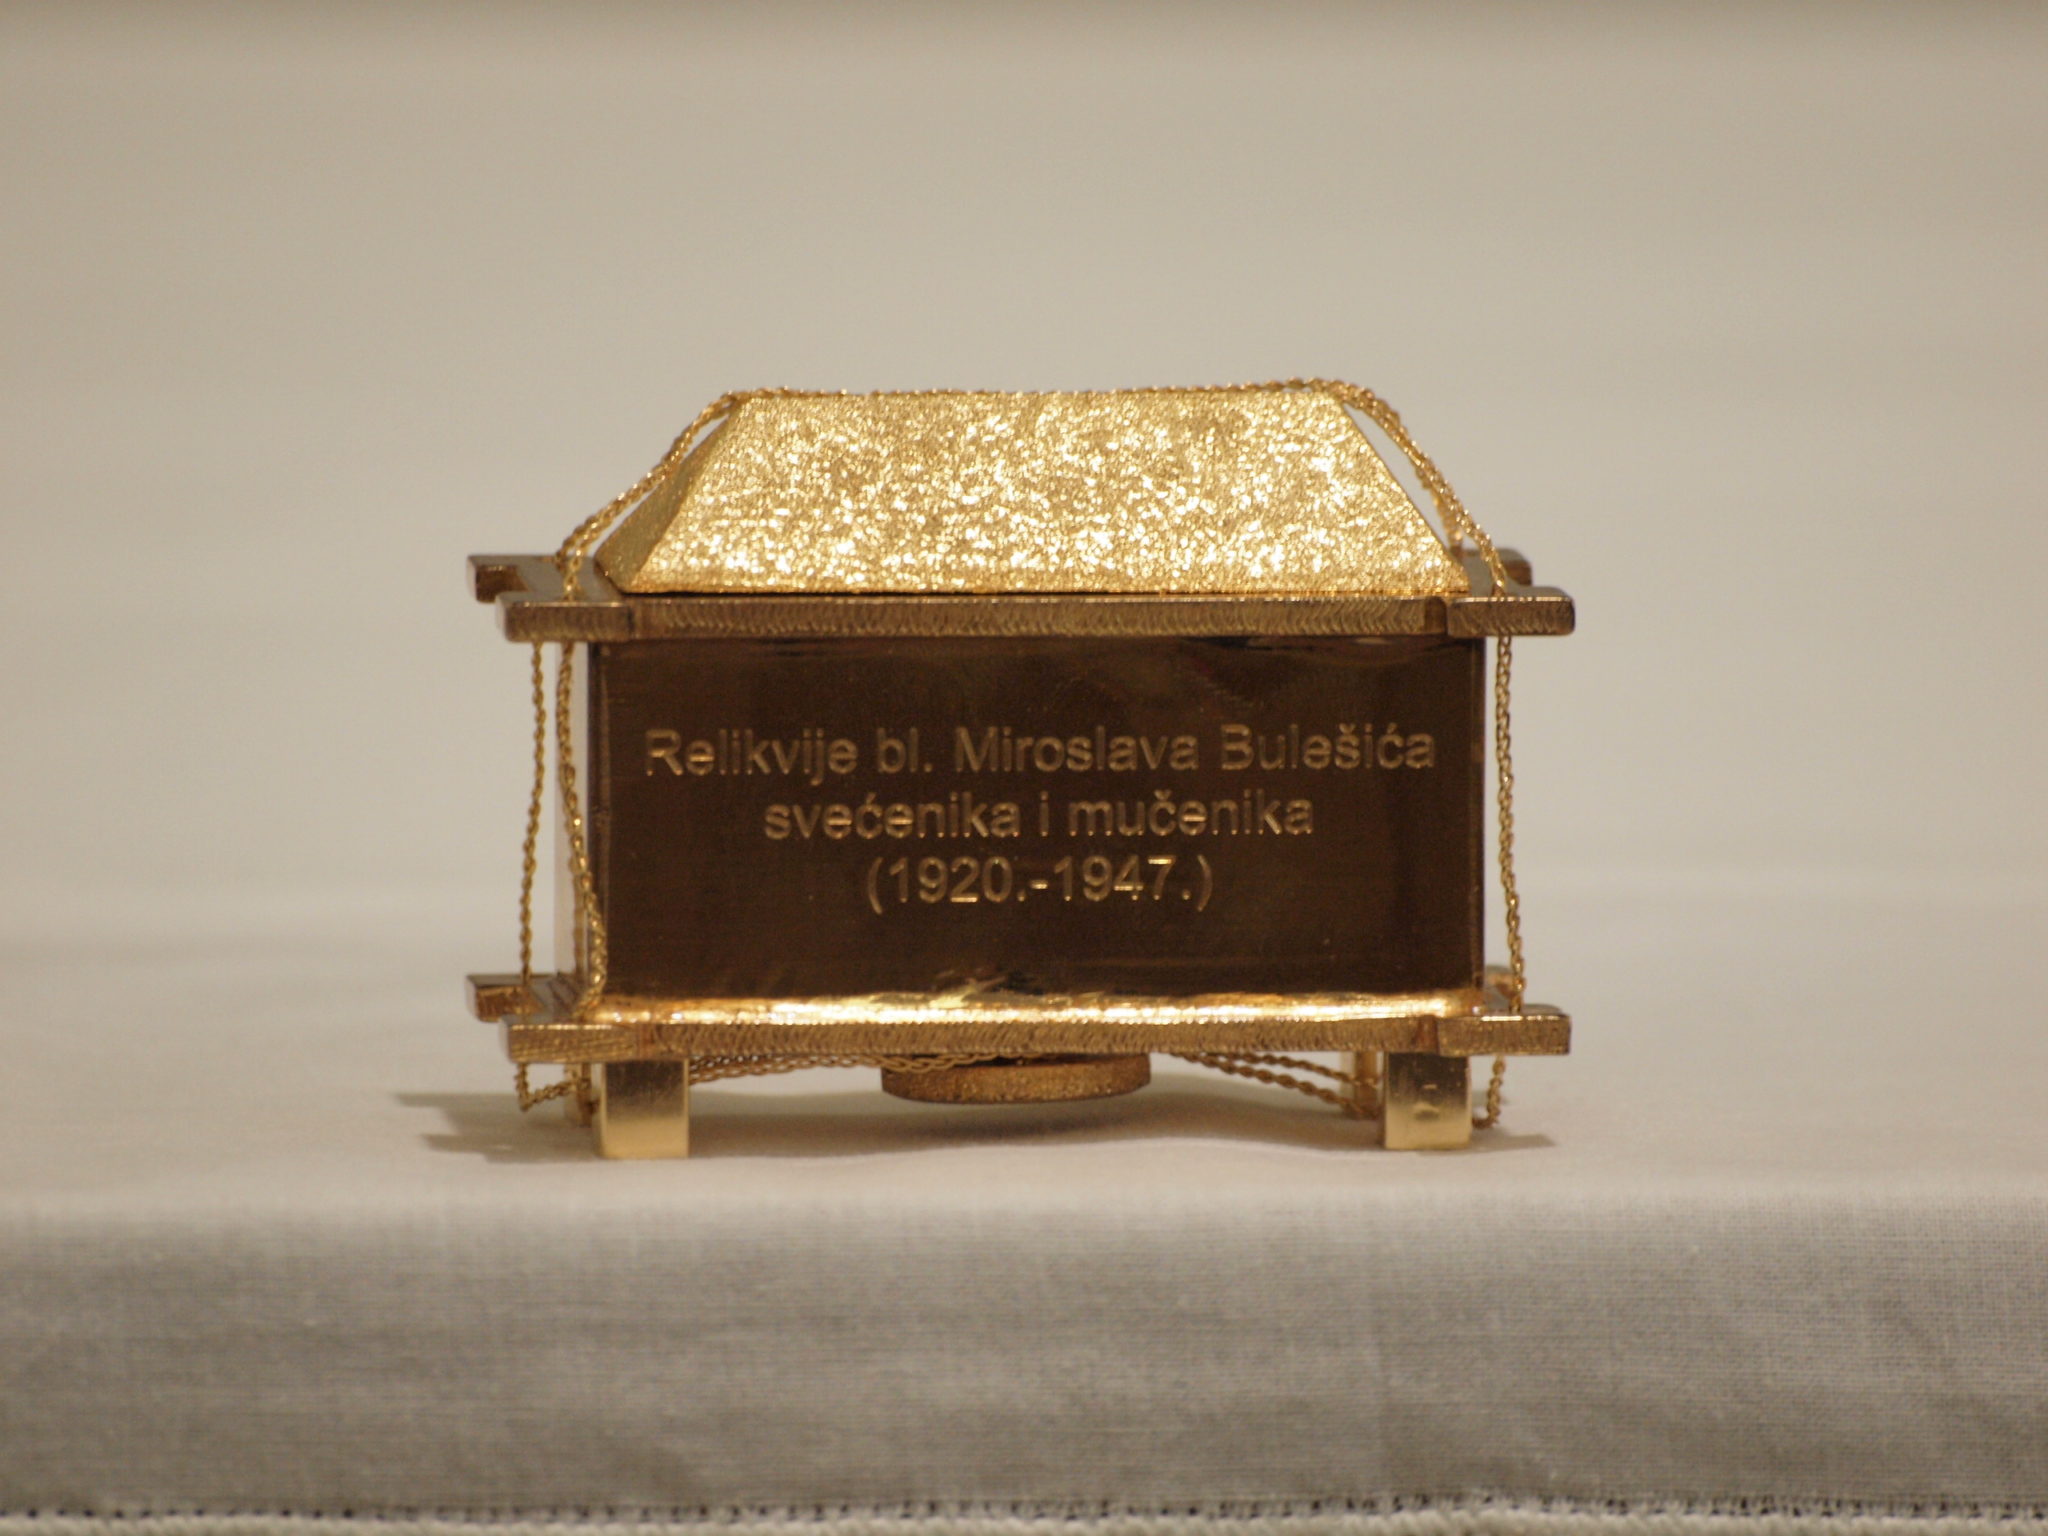 Relikvije bl. Miroslava Bulešića
svećenika i mučenika
(1920.-1947.)